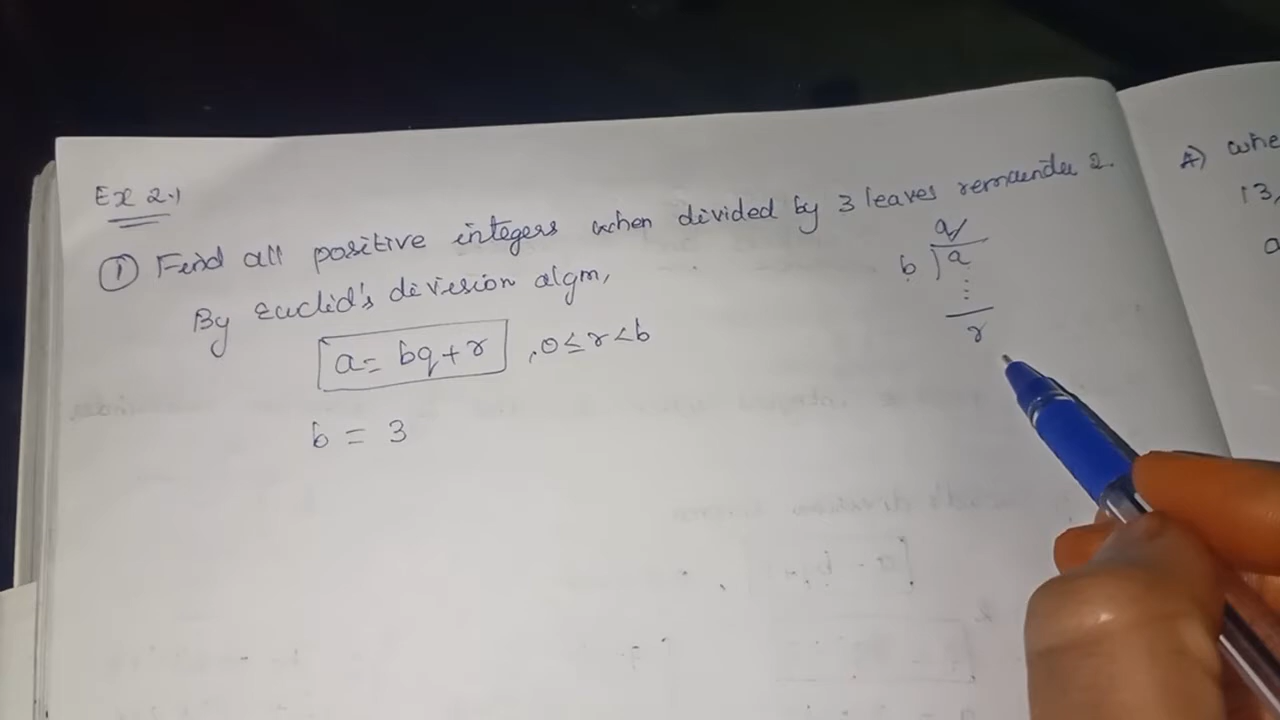 Ex 2.1
① Find all positive integers when divided by 3 leaves remainder 2.
By Euclid's division algm,
a = bq + r , 0 ≤ r < b
b = 3
q
b ) a
⋮
r
A) whe
13,
a